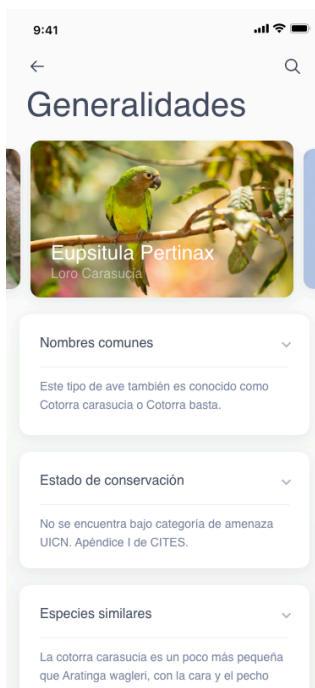 9:41
Generalidades
Eupsitula Pertinax
Loro Carasucia
Nombres comunes
Este tipo de ave también es conocido como
Cotorra carasucia o Cotorra basta.
Estado de conservación
No se encuentra bajo categoría de amenaza
UICN. Apéndice I de CITES.
Especies similares
La cotorra carasucia es un poco más pequeña
que Aratinga wagleri, con la cara y el pecho